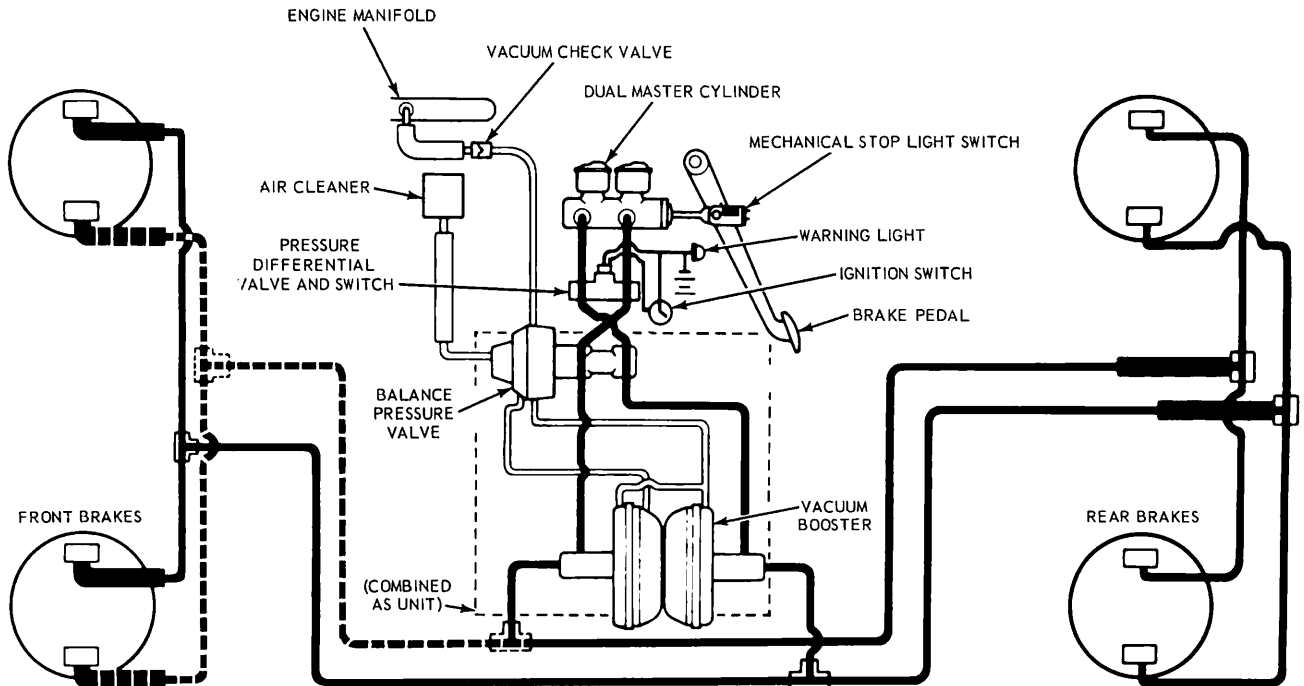 ENGINE MANIFOLD
VACUUM CHECK VALVE
DUAL MASTER CYLINDER
MECHANICAL STOP LIGHT SWITCH
AIR CLEANER
PRESSURE
DIFFERENTIAL
VALVE AND SWITCH
WARNING LIGHT
IGNITION SWITCH
BRAKE PEDAL
BALANCE
PRESSURE
VALVE
FRONT BRAKES
VACUUM
BOOSTER
REAR BRAKES
(COMBINED
AS UNIT)